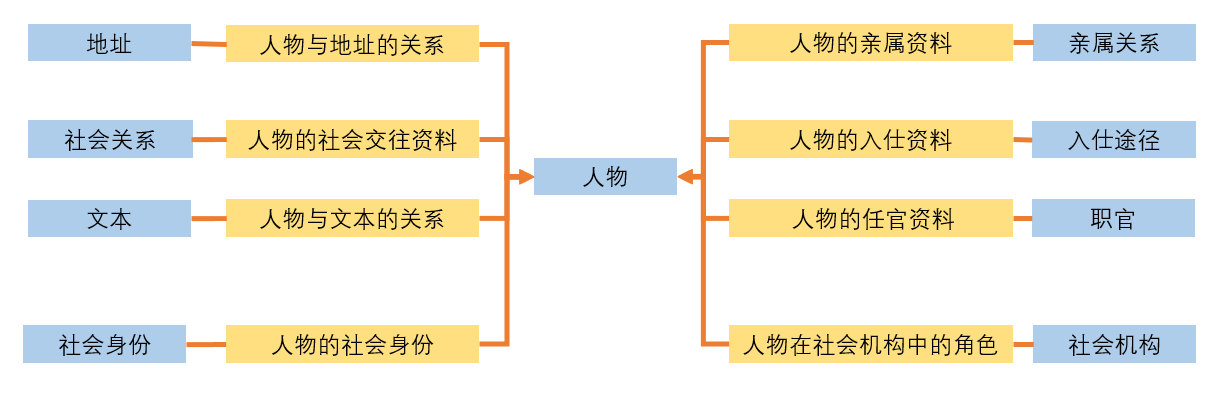 地址
人物与地址的关系
人物的亲属资料
亲属关系
社会关系
人物的社会交往资料
人物的入仕资料
入仕途径
人物
文本
人物与文本的关系
人物的任官资料
职官
社会身份
人物的社会身份
人物在社会机构中的角色
社会机构